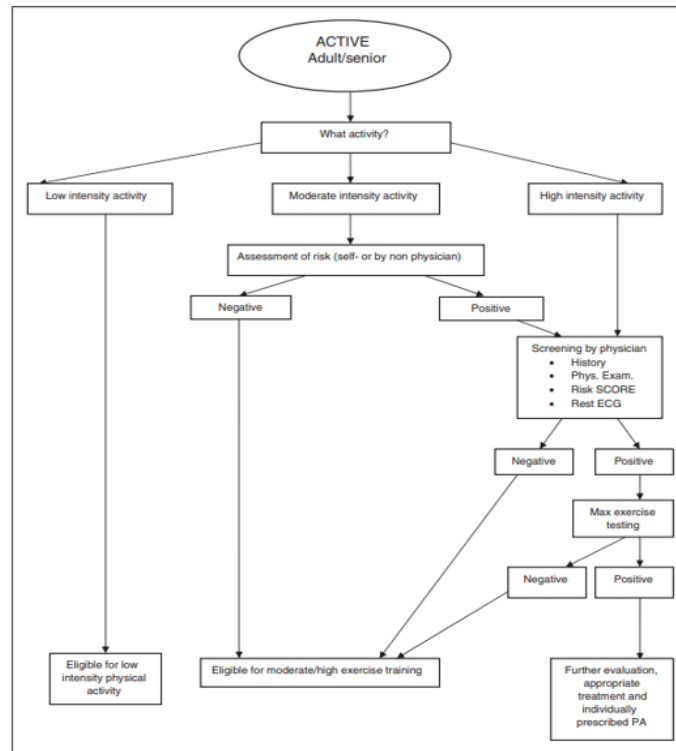 ACTIVE
Adult/senior
What activity?
Low intensity activity
Moderate intensity activity
High intensity activity
Assessment of risk (self- or by non physician)
Negative
Positive
Screening by physician
• History
• Phys. Exam.
• Risk SCORE
• Rest ECG
Negative
Positive
Max exercise
testing
Negative
Positive
Eligible for low
intensity physical
activity
Eligible for moderate/high exercise training
Further evaluation,
appropriate
treatment and
individually
prescribed PA